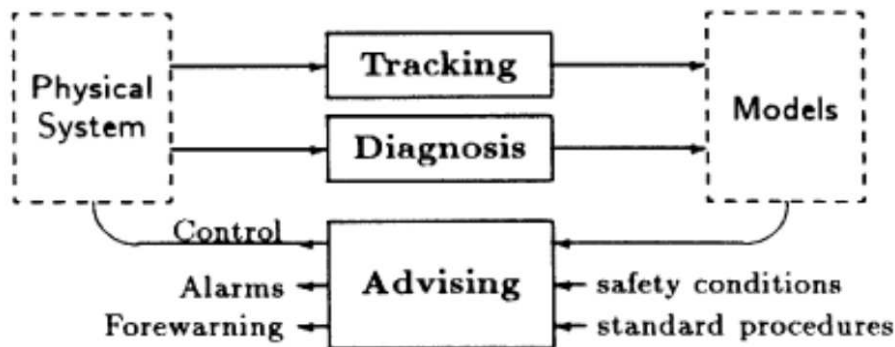 Tracking
Physical
System
Models
Diagnosis
Control
Advising
Alarms
safety conditions
Forewarning
standard procedures